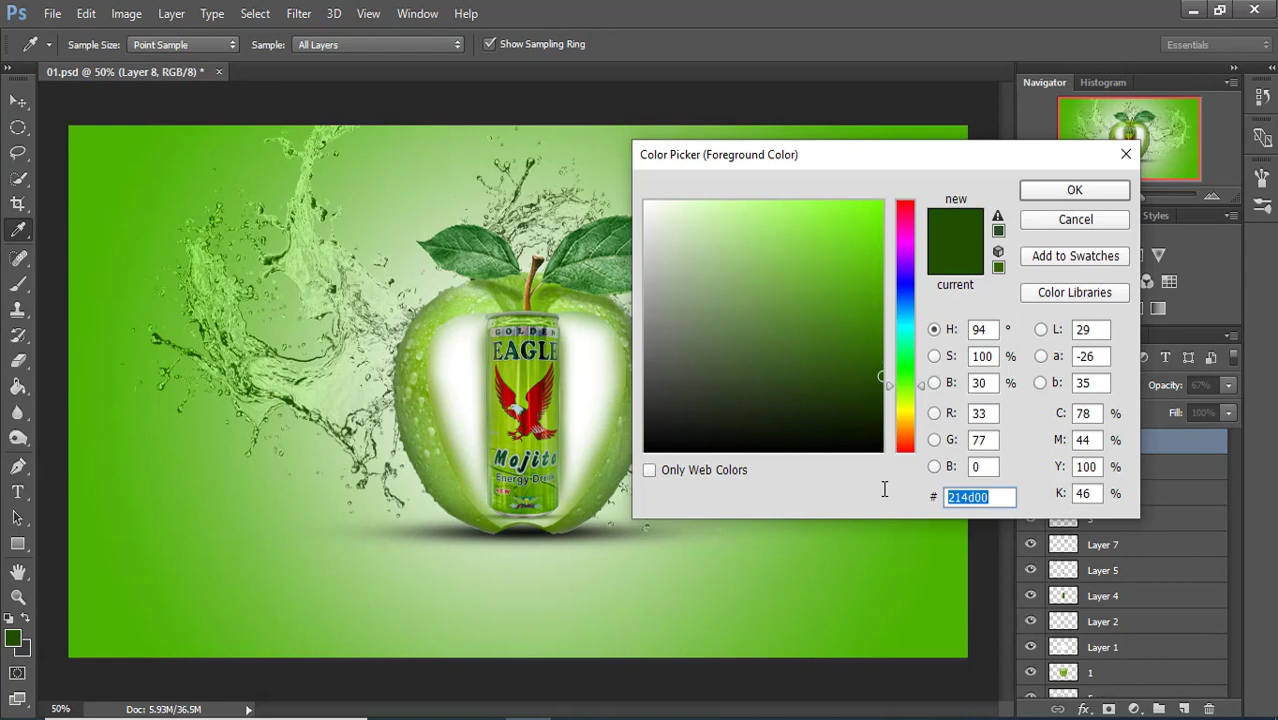 Ps File Edit Image Layer Type Select Filter 3D View Window Help
Sample Size: Point Sample Sample: All Layers Show Sampling Ring Essentials
01.psd @ 50% (Layer 8, RGB/8) * ×
Navigator Histogram
Color Picker (Foreground Color)
new
current
OK
Cancel
Add to Swatches
Color Libraries
H: 94 ° L: 29
S: 100 % a: -26
B: 30 % b: 35
R: 33 C: 78 %
G: 77 M: 44 %
B: 0 Y: 100 %
# 214d00 K: 46 %
Only Web Colors
Styles
Opacity: 67%
Fill: 100%
Layer 7
Layer 5
Layer 4
Layer 2
Layer 1
1
GOLDEN
EAGLE
Mojito
Energy Drin
NEW
50% Doc: 5.93M/36.5M